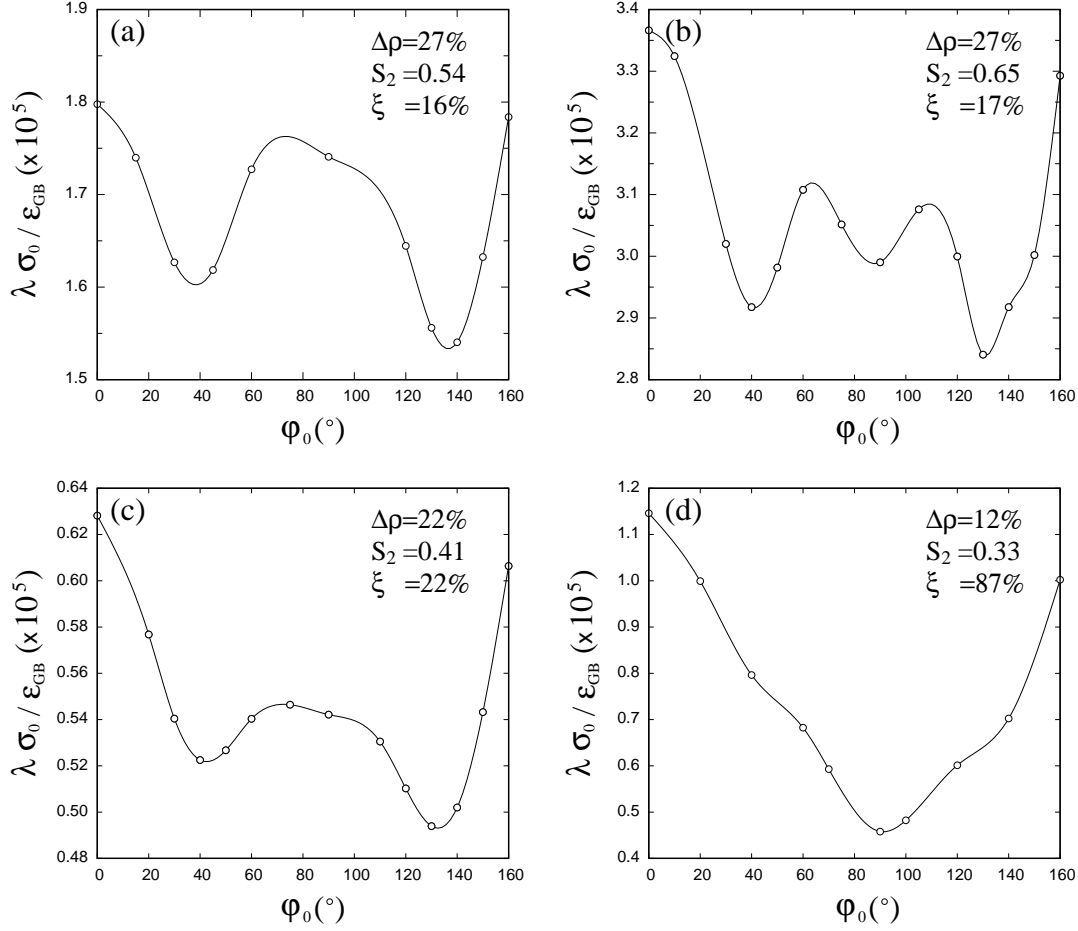 (a)
Δρ=27%
S₂ =0.54
ξ =16%
1.9
1.8
1.7
1.6
1.5
λ σ₀ / ε_GB (x 10⁵)
0 20 40 60 80 100 120 140 160
φ₀(°)
(b)
Δρ=27%
S₂ =0.65
ξ =17%
3.4
3.3
3.2
3.1
3.0
2.9
2.8
λ σ₀ / ε_GB (x 10⁵)
0 20 40 60 80 100 120 140 160
φ₀(°)
(c)
Δρ=22%
S₂ =0.41
ξ =22%
0.64
0.62
0.60
0.58
0.56
0.54
0.52
0.50
0.48
λ σ₀ / ε_GB (x 10⁵)
0 20 40 60 80 100 120 140 160
φ₀(°)
(d)
Δρ=12%
S₂ =0.33
ξ =87%
1.2
1.1
1.0
0.9
0.8
0.7
0.6
0.5
0.4
λ σ₀ / ε_GB (x 10⁵)
0 20 40 60 80 100 120 140 160
φ₀(°)